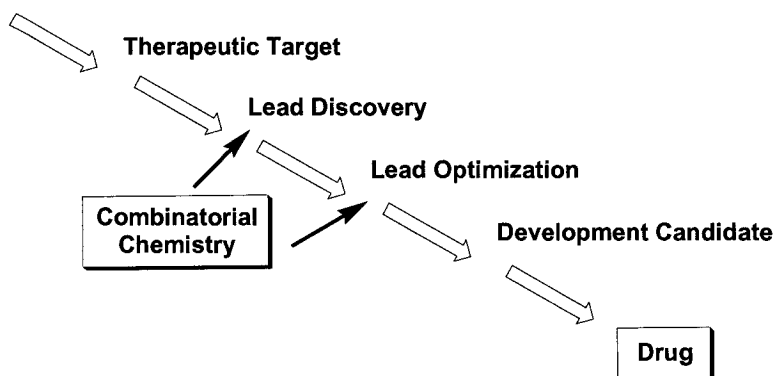 Therapeutic Target
Lead Discovery
Lead Optimization
Combinatorial
Chemistry
Development Candidate
Drug